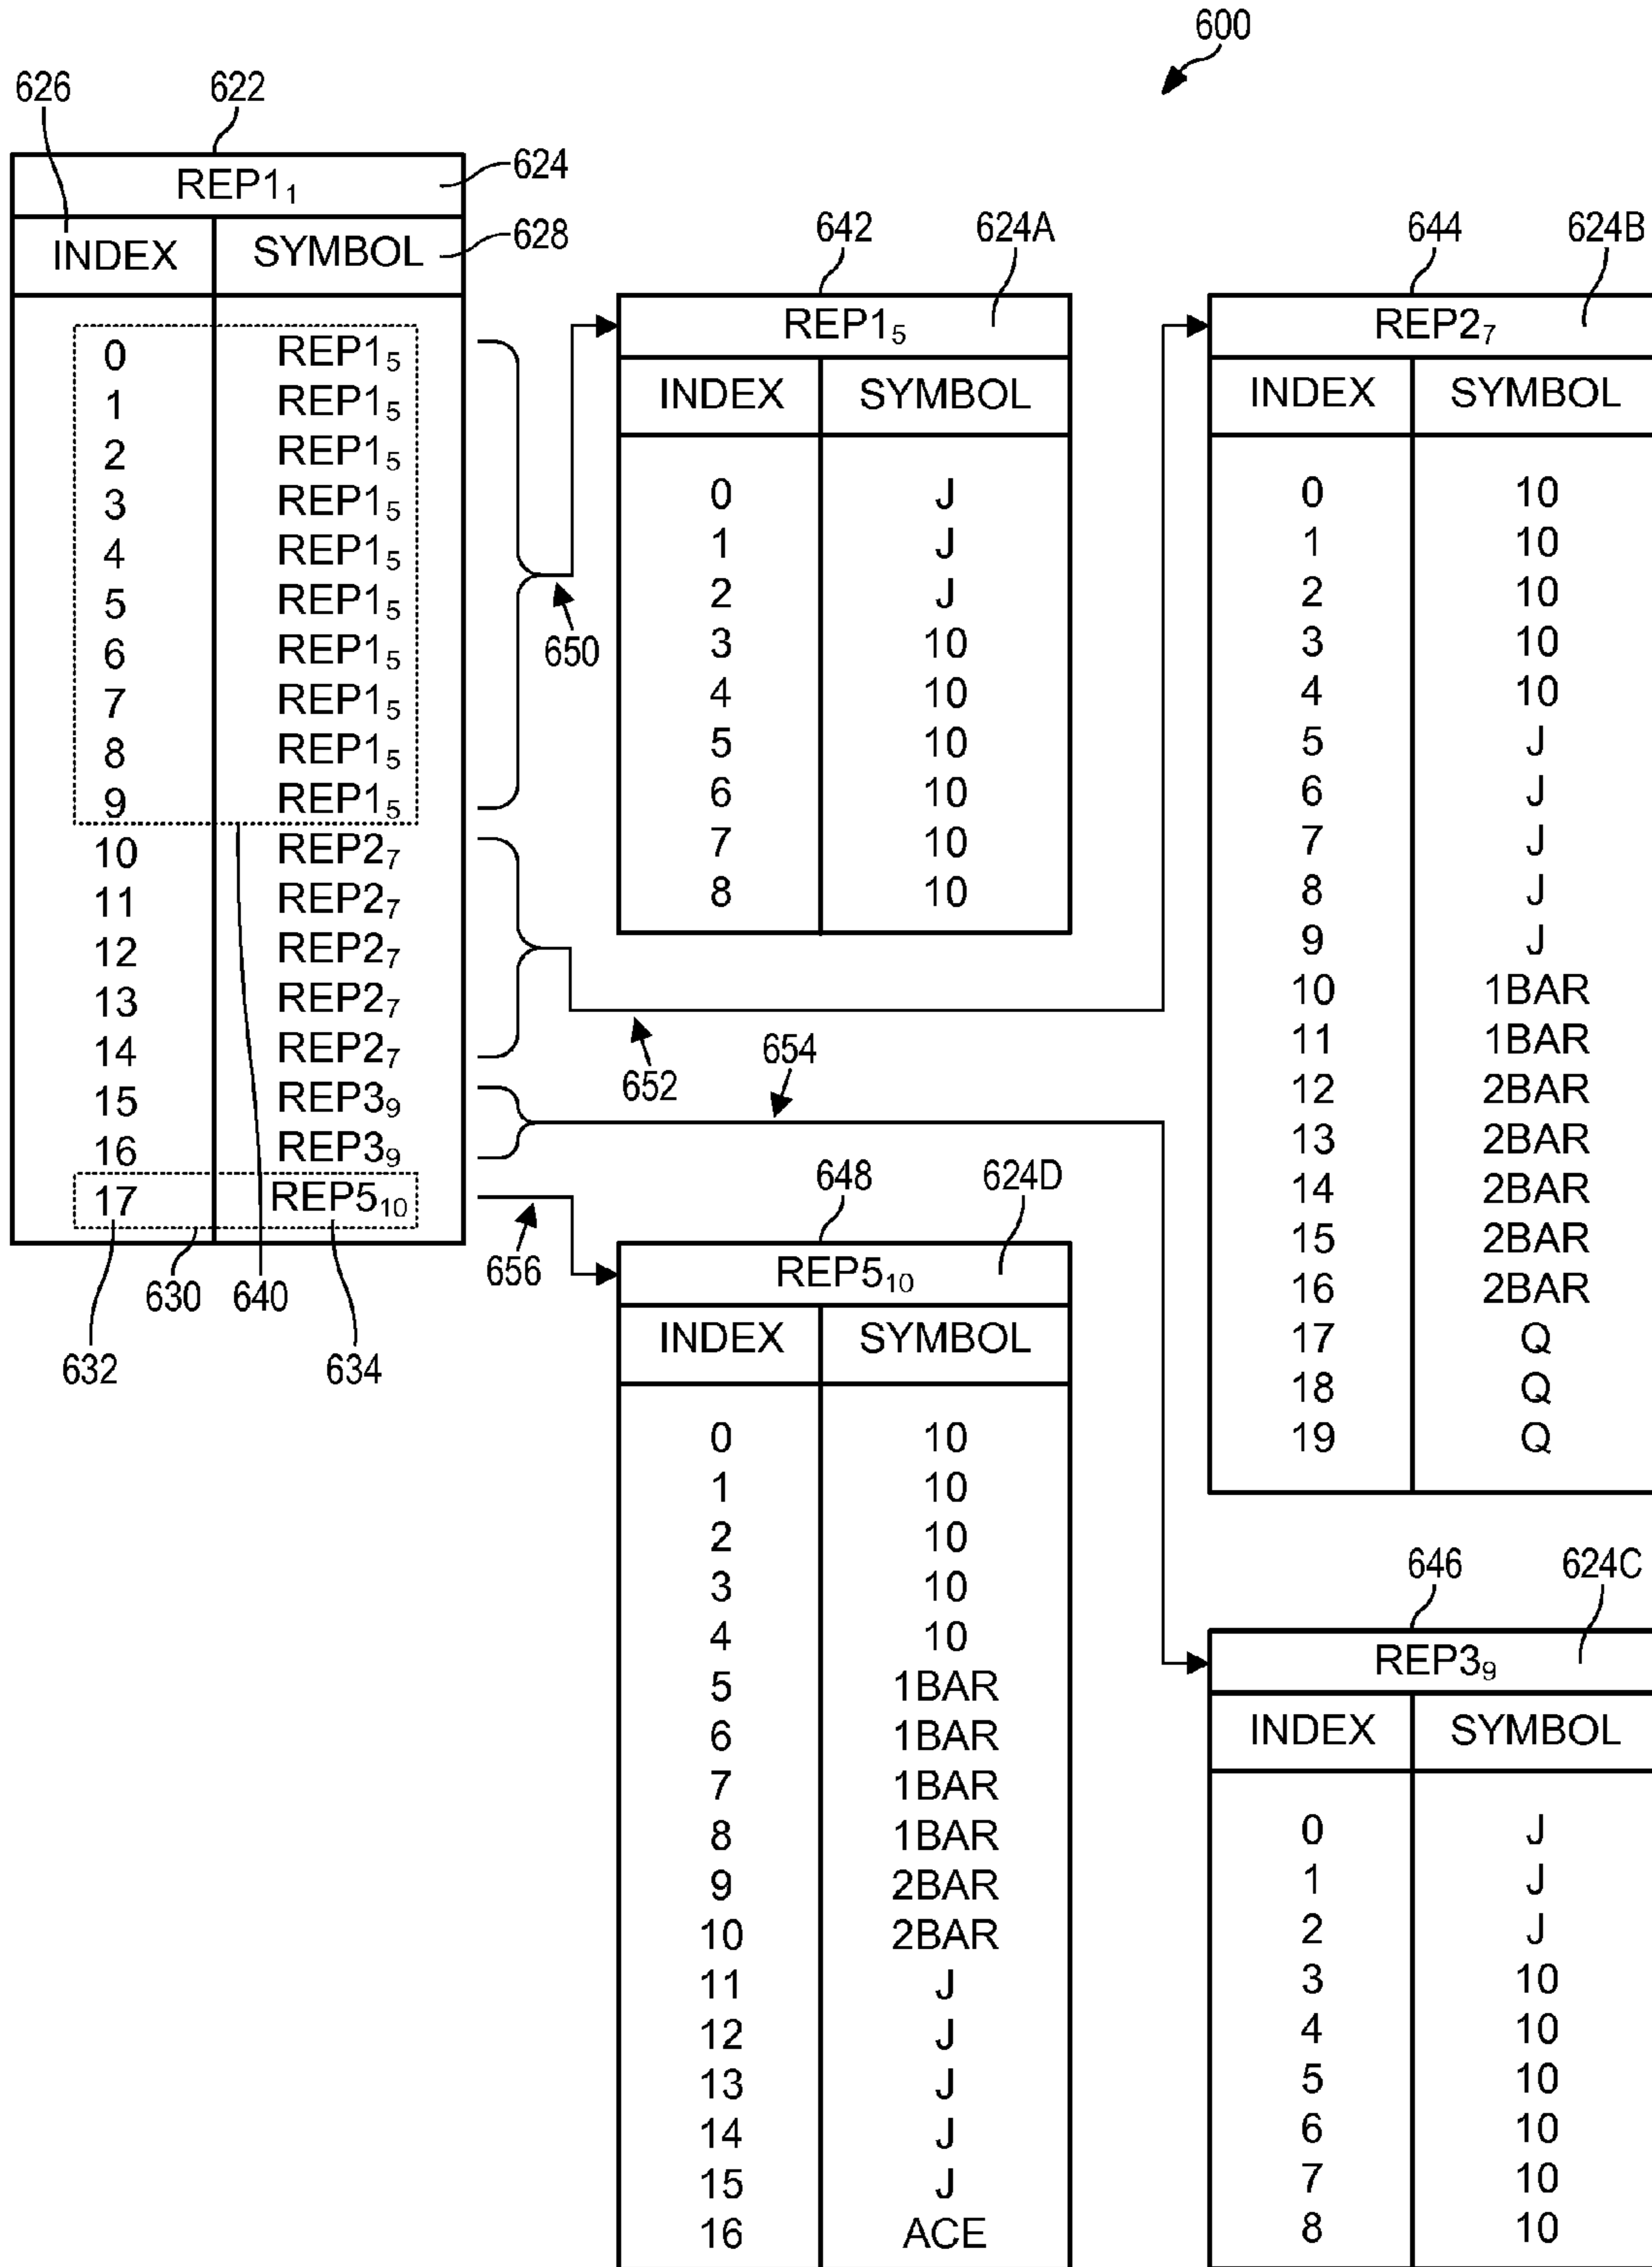 600
626 622
REP1₁ 624
INDEX SYMBOL 628
0 REP1₅
1 REP1₅
2 REP1₅
3 REP1₅
4 REP1₅
5 REP1₅
6 REP1₅
7 REP1₅
8 REP1₅
9 REP1₅
10 REP2₇
11 REP2₇
12 REP2₇
13 REP2₇
14 REP2₇
15 REP3₉
16 REP3₉
17 REP5₁₀
630 640
632 634
650
652
654
656
642 624A
REP1₅
INDEX SYMBOL
0 J
1 J
2 J
3 10
4 10
5 10
6 10
7 10
8 10
644 624B
REP2₇
INDEX SYMBOL
0 10
1 10
2 10
3 10
4 10
5 J
6 J
7 J
8 J
9 J
10 1BAR
11 1BAR
12 2BAR
13 2BAR
14 2BAR
15 2BAR
16 2BAR
17 Q
18 Q
19 Q
648 624D
REP5₁₀
INDEX SYMBOL
0 10
1 10
2 10
3 10
4 10
5 1BAR
6 1BAR
7 1BAR
8 1BAR
9 2BAR
10 2BAR
11 J
12 J
13 J
14 J
15 J
16 ACE
646 624C
REP3₉
INDEX SYMBOL
0 J
1 J
2 J
3 10
4 10
5 10
6 10
7 10
8 10